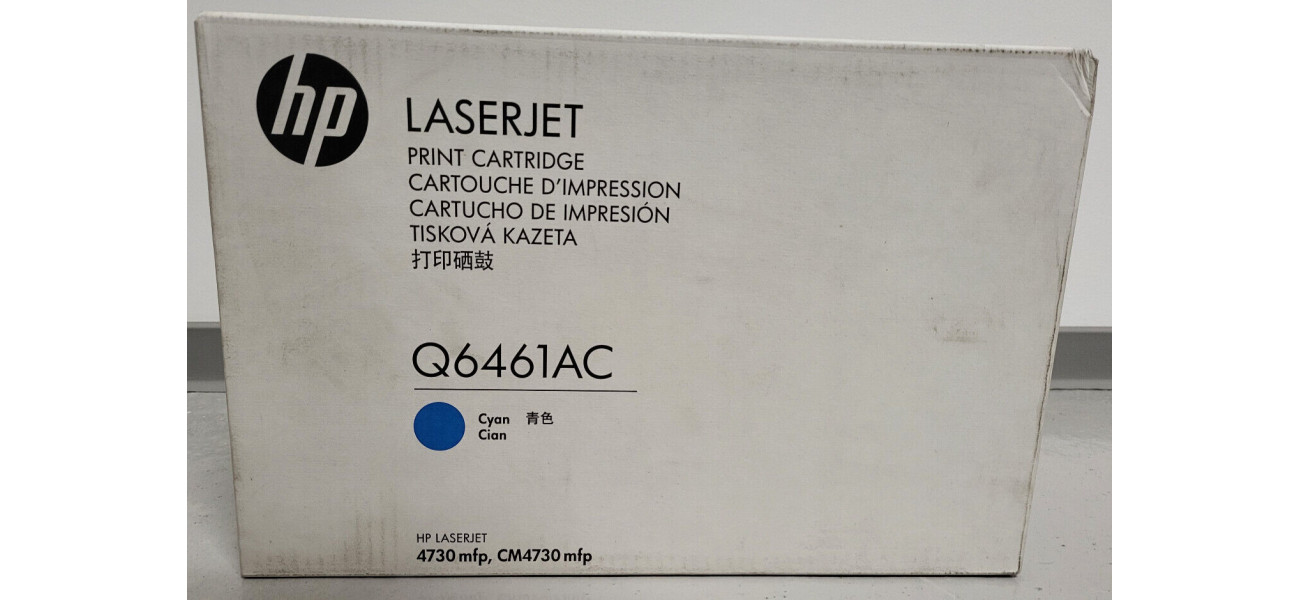 hp
LASERJET
PRINT CARTRIDGE
CARTOUCHE D'IMPRESSION
CARTUCHO DE IMPRESIÓN
TISKOVÁ KAZETA
打印硒鼓
Q6461AC
Cyan 青色
Cian
HP LASERJET
4730 mfp, CM4730 mfp